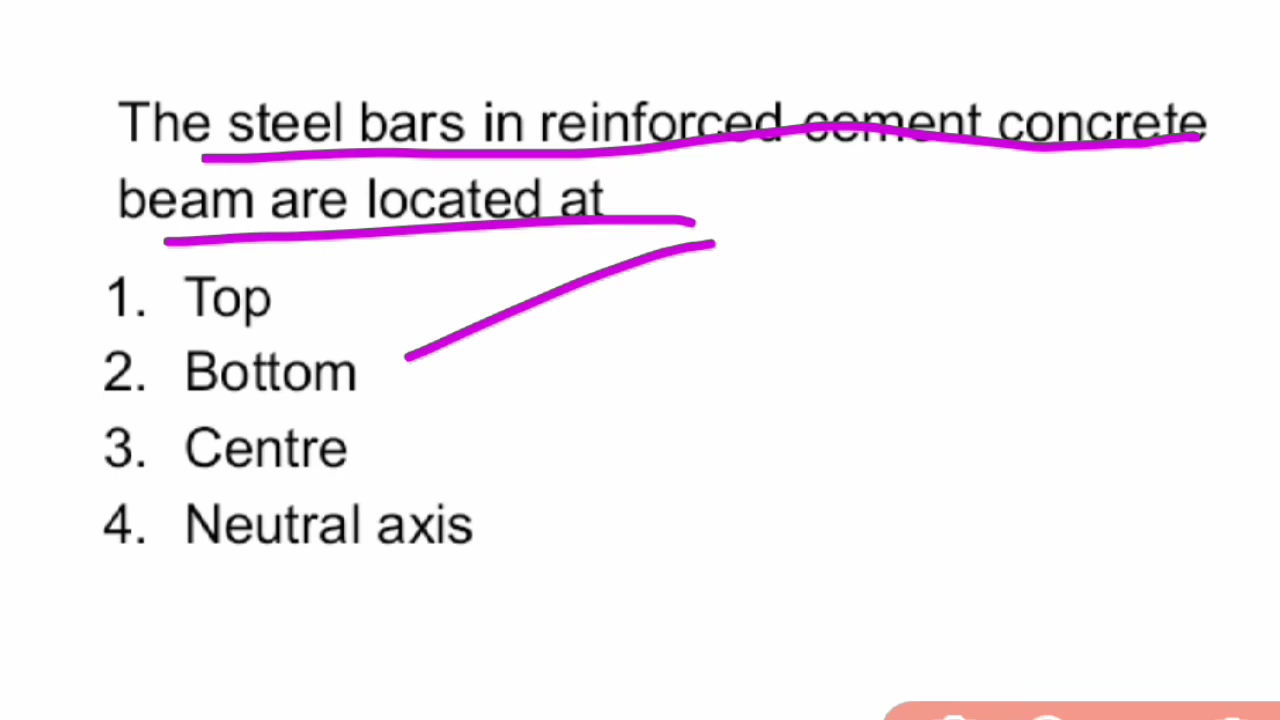 The steel bars in reinforced cement concrete
beam are located at
1. Top
2. Bottom
3. Centre
4. Neutral axis